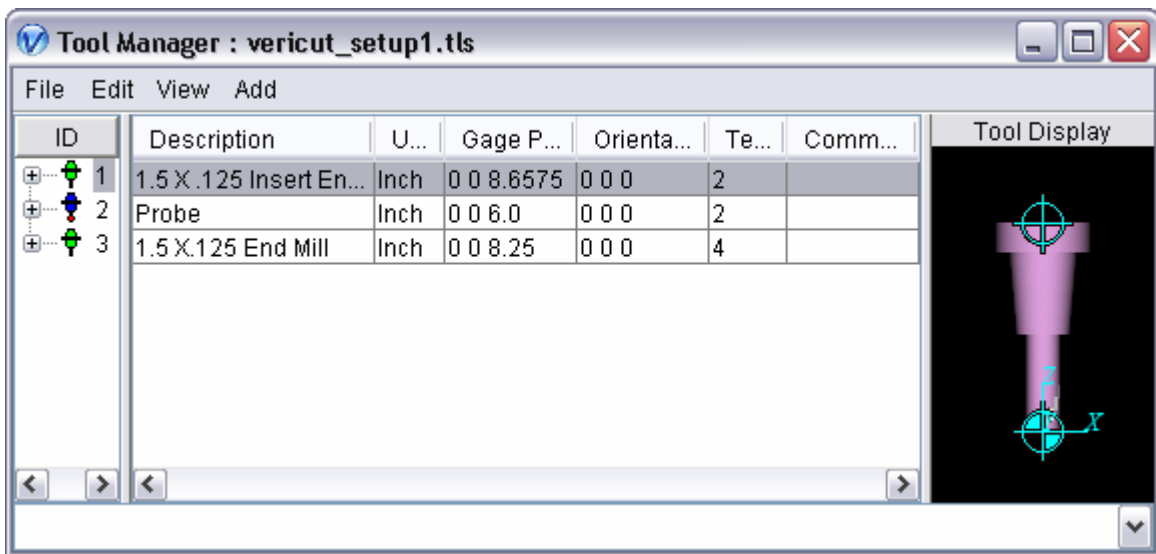 Tool Manager : vericut_setup1.tls
File Edit View Add
ID Description U... Gage P... Orienta... Te... Comm... Tool Display
1 1.5 X .125 Insert En... Inch 0 0 8.6575 0 0 0 2
2 Probe Inch 0 0 6.0 0 0 0 2
3 1.5 X.125 End Mill Inch 0 0 8.25 0 0 0 4
Z
X